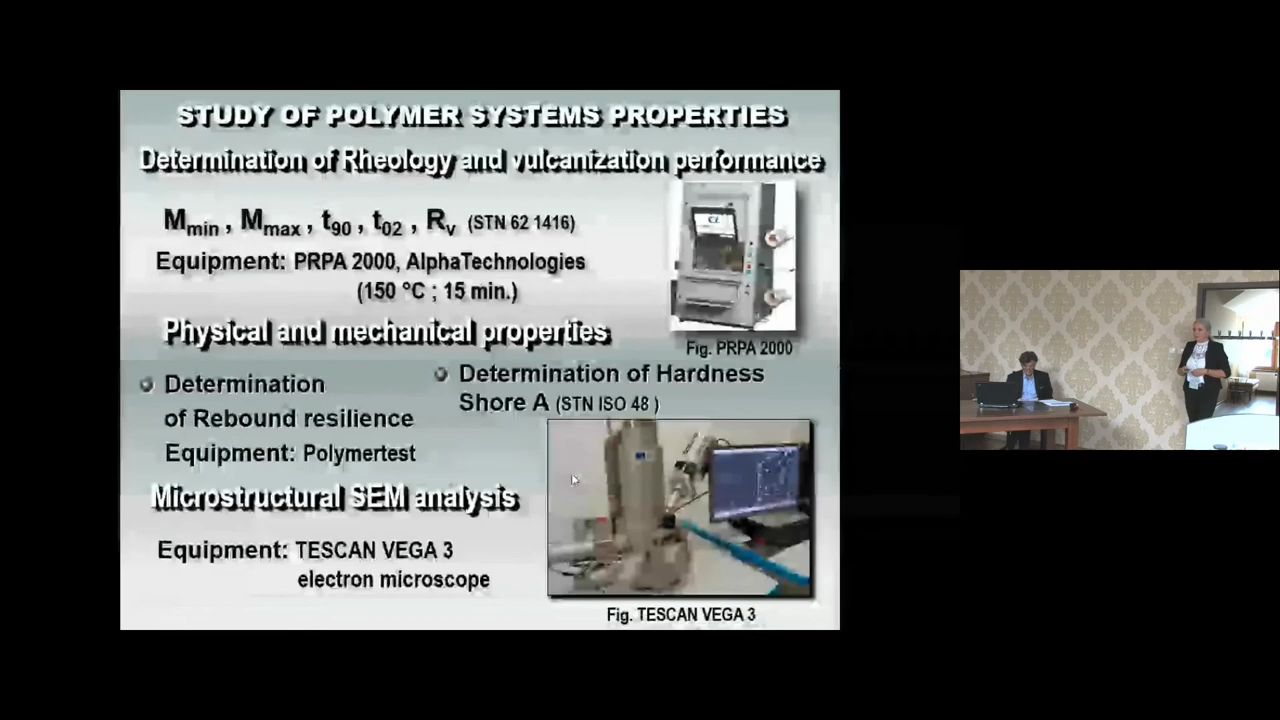 STUDY OF POLYMER SYSTEMS PROPERTIES
Determination of Rheology and vulcanization performance
Mmin , Mmax , t90 , t02 , Rv (STN 62 1416)
Equipment: PRPA 2000, AlphaTechnologies
(150 °C ; 15 min.)
Fig. PRPA 2000
Physical and mechanical properties
Determination
of Rebound resilience
Equipment: Polymertest
Determination of Hardness
Shore A (STN ISO 48 )
Microstructural SEM analysis
Equipment: TESCAN VEGA 3
electron microscope
Fig. TESCAN VEGA 3